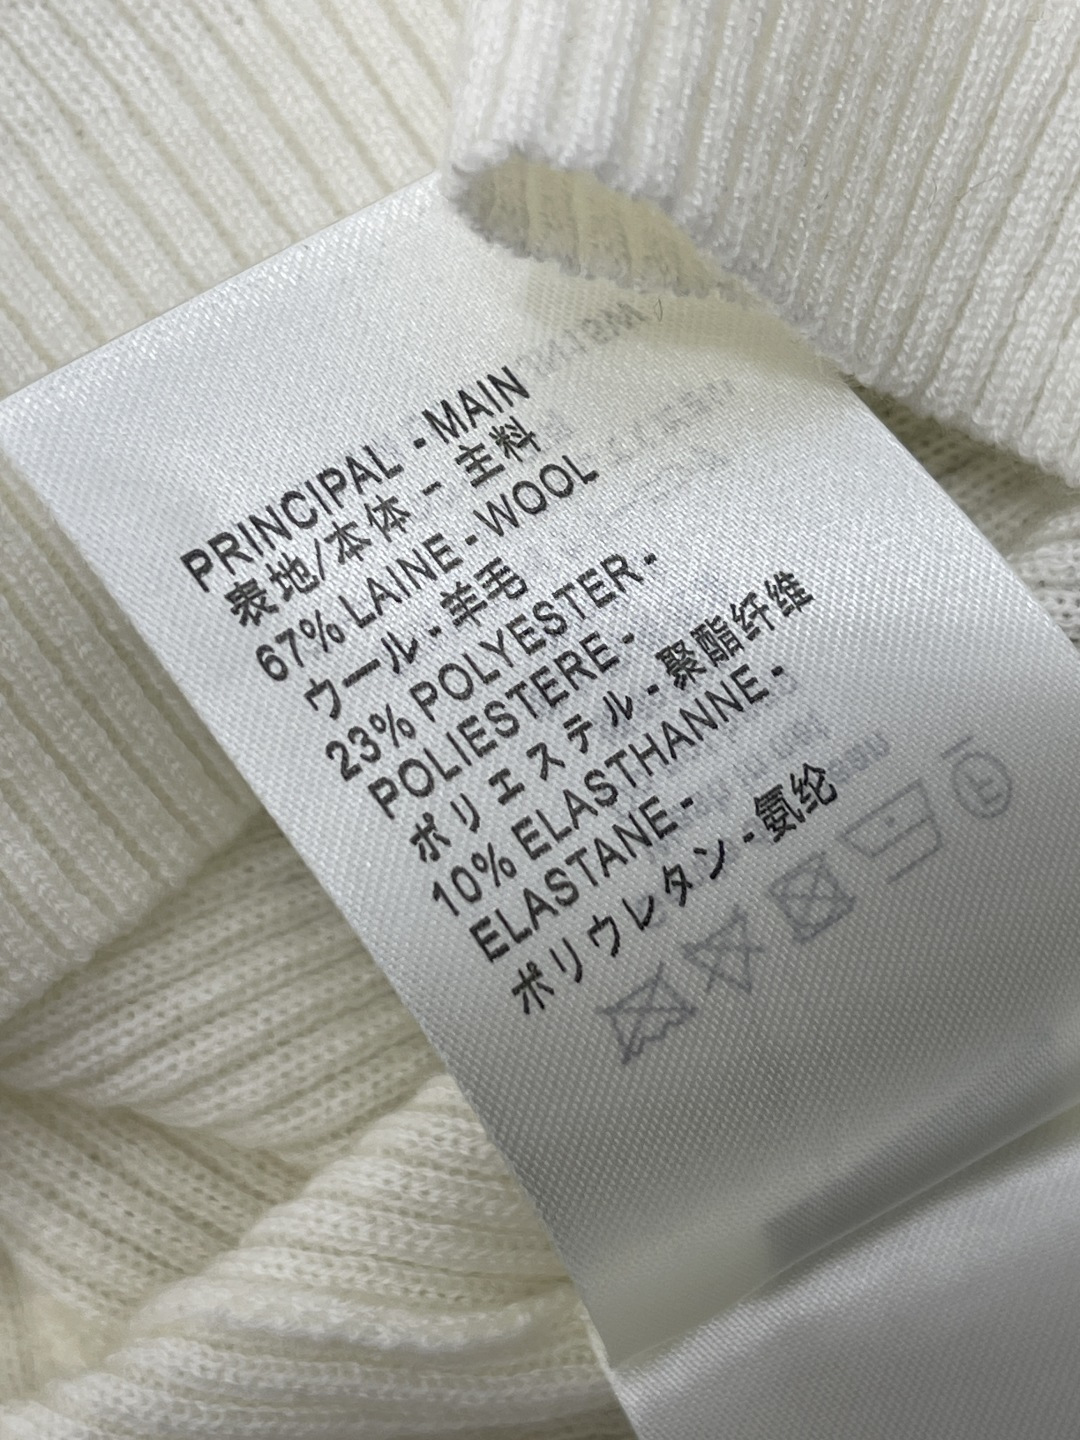 PRINCIPAL - MAIN
表地/本体 - 主料
67% LAINE - WOOL
ウール - 羊毛
23% POLYESTER -
POLIESTERE -
ポリエステル - 聚酯纤维
10% ELASTHANNE -
ELASTANE -
ポリウレタン - 氨纶